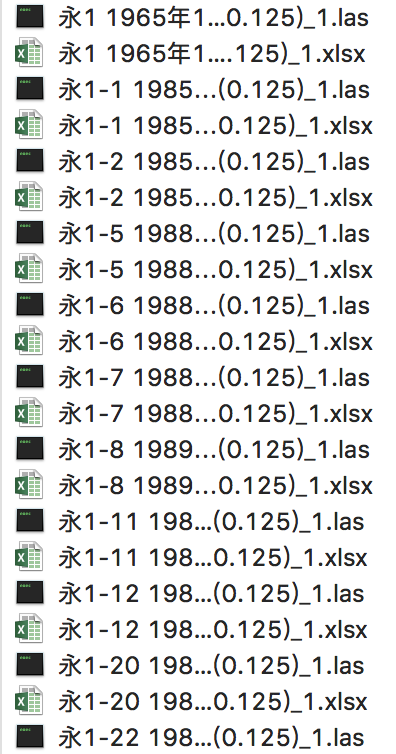 永1 1965年1...0.125)_1.las
永1 1965年1....125)_1.xlsx
永1-1 1985...(0.125)_1.las
永1-1 1985...0.125)_1.xlsx
永1-2 1985...(0.125)_1.las
永1-2 1985...0.125)_1.xlsx
永1-5 1988...(0.125)_1.las
永1-5 1988...0.125)_1.xlsx
永1-6 1988...(0.125)_1.las
永1-6 1988...0.125)_1.xlsx
永1-7 1988...(0.125)_1.las
永1-7 1988...0.125)_1.xlsx
永1-8 1989...(0.125)_1.las
永1-8 1989...0.125)_1.xlsx
永1-11 198...(0.125)_1.las
永1-11 198...0.125)_1.xlsx
永1-12 198...(0.125)_1.las
永1-12 198...0.125)_1.xlsx
永1-20 198...(0.125)_1.las
永1-20 198...0.125)_1.xlsx
永1-22 198...(0.125)_1.las